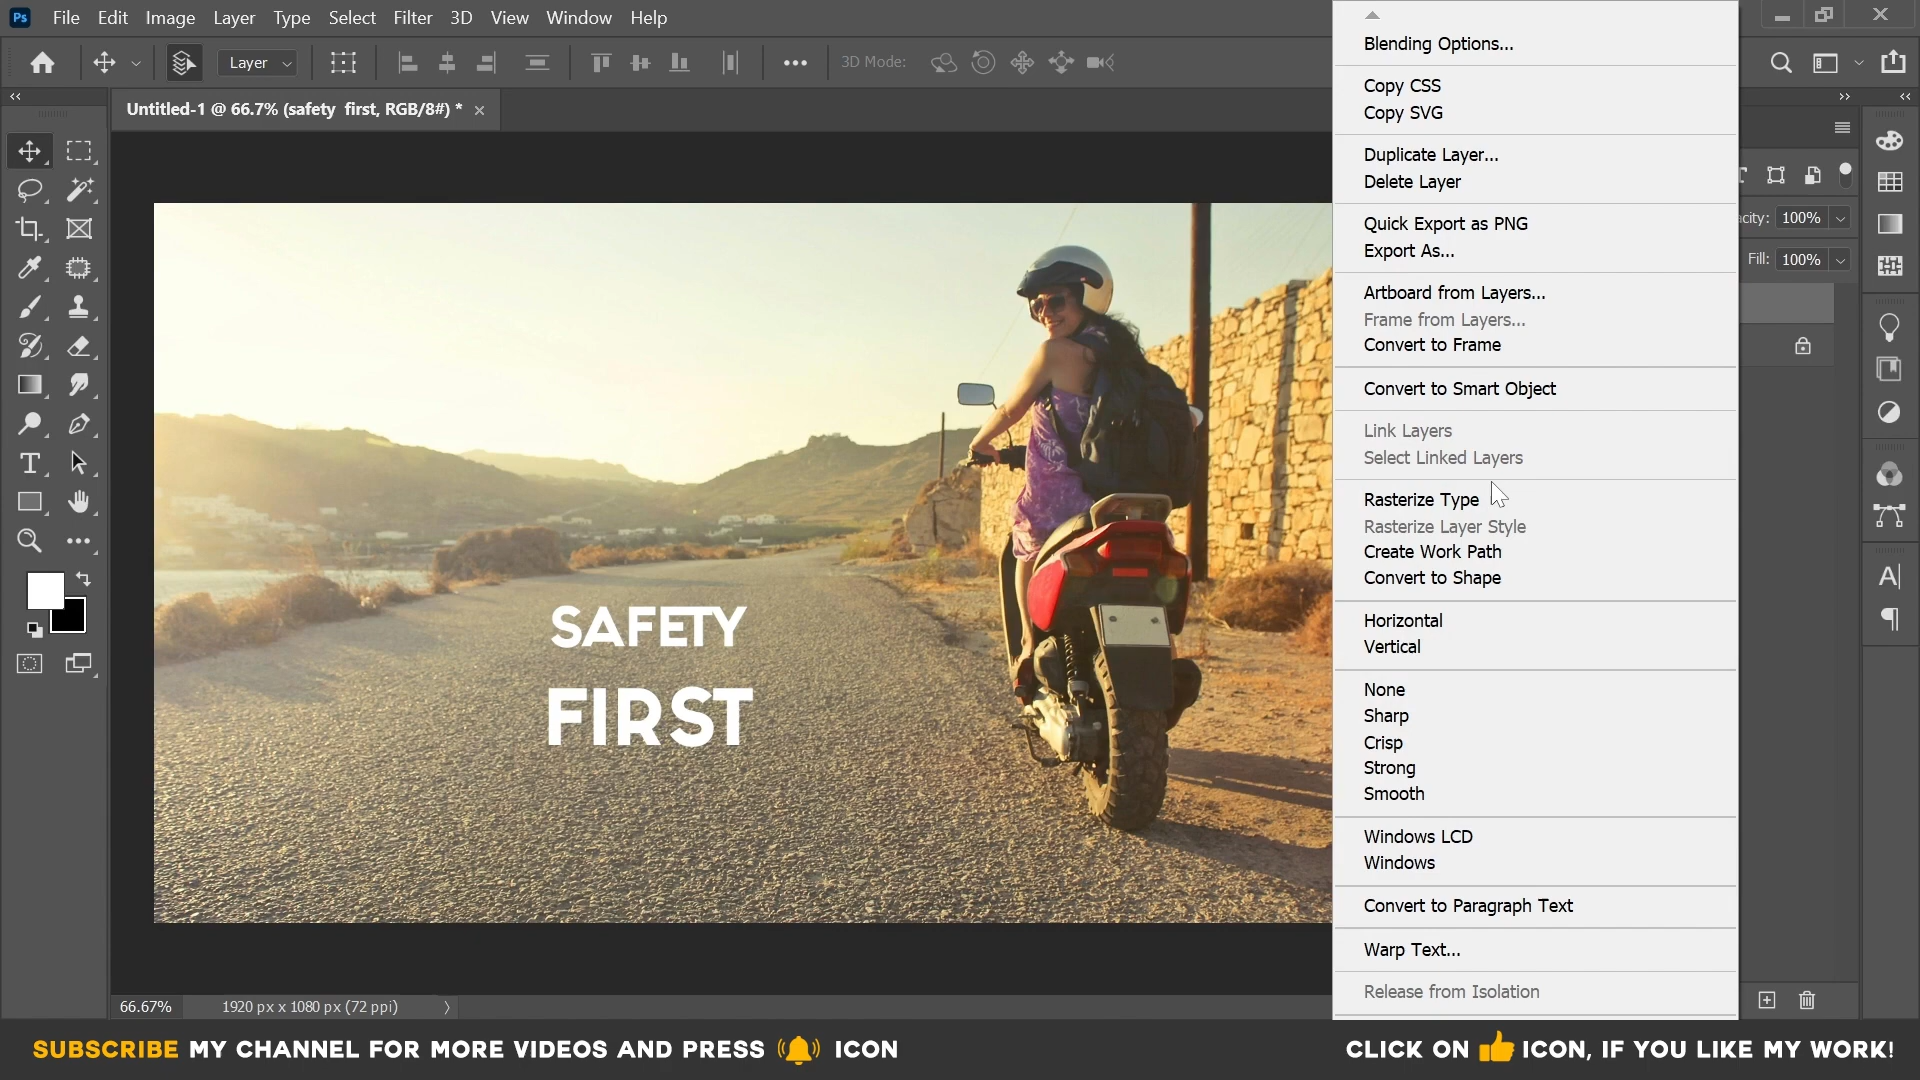 Ps File Edit Image Layer Type Select Filter 3D View Window Help
Layer
3D Mode:
Untitled-1 @ 66.7% (safety first, RGB/8#) *
SAFETY
FIRST
Blending Options...
Copy CSS
Copy SVG
Duplicate Layer...
Delete Layer
Quick Export as PNG
Export As...
Artboard from Layers...
Frame from Layers...
Convert to Frame
Convert to Smart Object
Link Layers
Select Linked Layers
Rasterize Type
Rasterize Layer Style
Create Work Path
Convert to Shape
Horizontal
Vertical
None
Sharp
Crisp
Strong
Smooth
Windows LCD
Windows
Convert to Paragraph Text
Warp Text...
Release from Isolation
acity: 100%
Fill: 100%
66.67% 1920 px x 1080 px (72 ppi)
SUBSCRIBE MY CHANNEL FOR MORE VIDEOS AND PRESS ICON
CLICK ON ICON, IF YOU LIKE MY WORK!